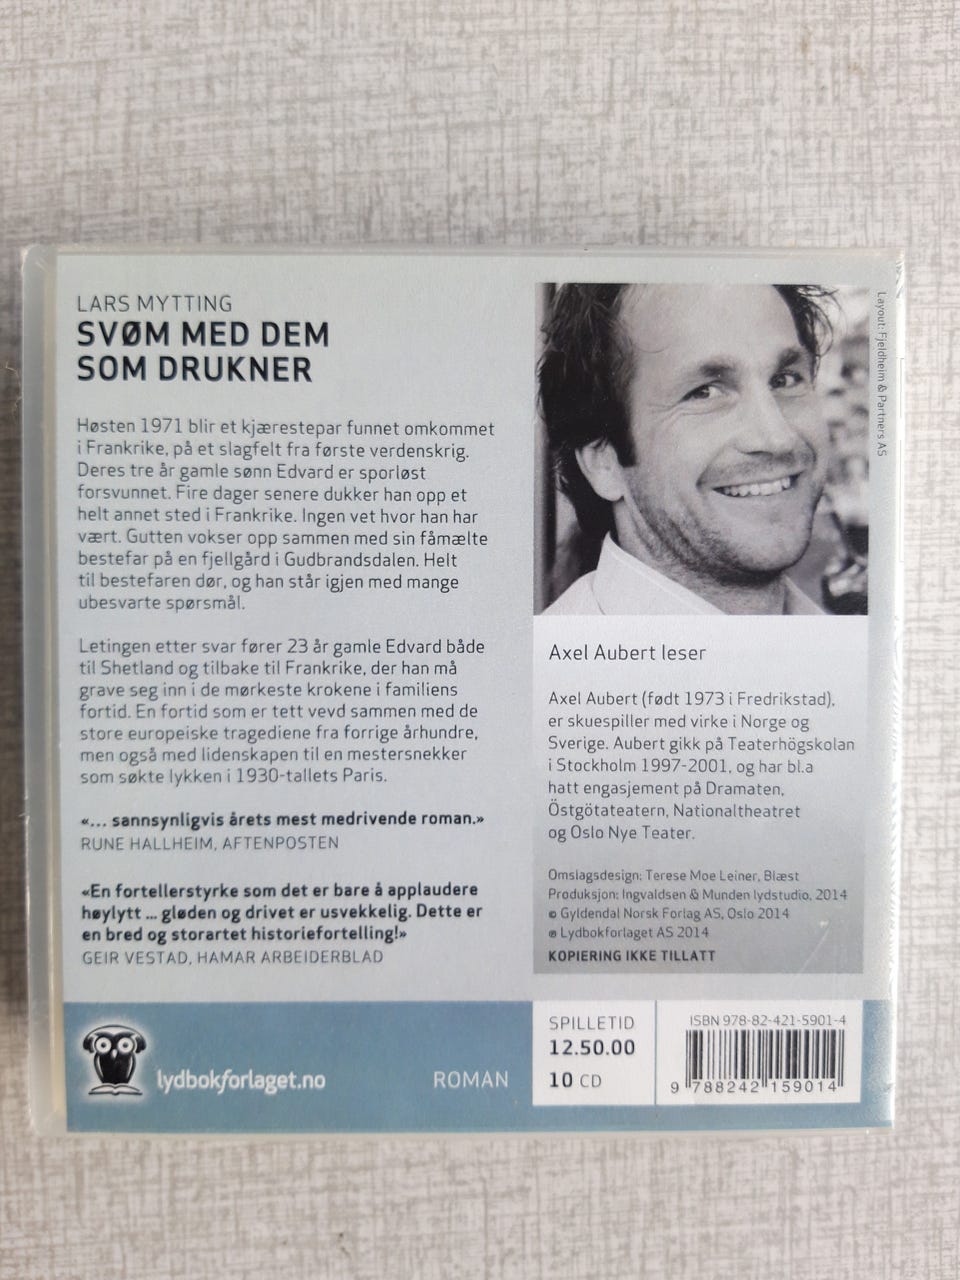 LARS MYTTING
SVØM MED DEM
SOM DRUKNER
Høsten 1971 blir et kjærestepar funnet omkommet
i Frankrike, på et slagfelt fra første verdenskrig.
Deres tre år gamle sønn Edvard er sporløst
forsvunnet. Fire dager senere dukker han opp et
helt annet sted i Frankrike. Ingen vet hvor han har
vært. Gutten vokser opp sammen med sin fåmælte
bestefar på en fjellgård i Gudbrandsdalen. Helt
til bestefaren dør, og han står igjen med mange
ubesvarte spørsmål.
Letingen etter svar fører 23 år gamle Edvard både
til Shetland og tilbake til Frankrike, der han må
grave seg inn i de mørkeste krokene i familiens
fortid. En fortid som er tett vevd sammen med de
store europeiske tragediene fra forrige århundre,
men også med lidenskapen til en mestersnekker
som søkte lykken i 1930-tallets Paris.
«... sannsynligvis årets mest medrivende roman.»
RUNE HALLHEIM, AFTENPOSTEN
«En fortellerstyrke som det er bare å applaudere
høylytt ... gløden og drivet er usvekkelig. Dette er
en bred og storartet historiefortelling!»
GEIR VESTAD, HAMAR ARBEIDERBLAD
Layout: Fjeldheim & Partners AS
Axel Aubert leser
Axel Aubert (født 1973 i Fredrikstad),
er skuespiller med virke i Norge og
Sverige. Aubert gikk på Teaterhögskolan
i Stockholm 1997-2001, og har bl.a
hatt engasjement på Dramaten,
Östgötateatern, Nationaltheatret
og Oslo Nye Teater.
Omslagsdesign: Terese Moe Leiner, Blæst
Produksjon: Ingvaldsen & Munden lydstudio, 2014
© Gyldendal Norsk Forlag AS, Oslo 2014
℗ Lydbokforlaget AS 2014
KOPIERING IKKE TILLATT
lydbokforlaget.no
ROMAN
SPILLETID
12.50.00
10 CD
ISBN 978-82-421-5901-4
9 788242 159014